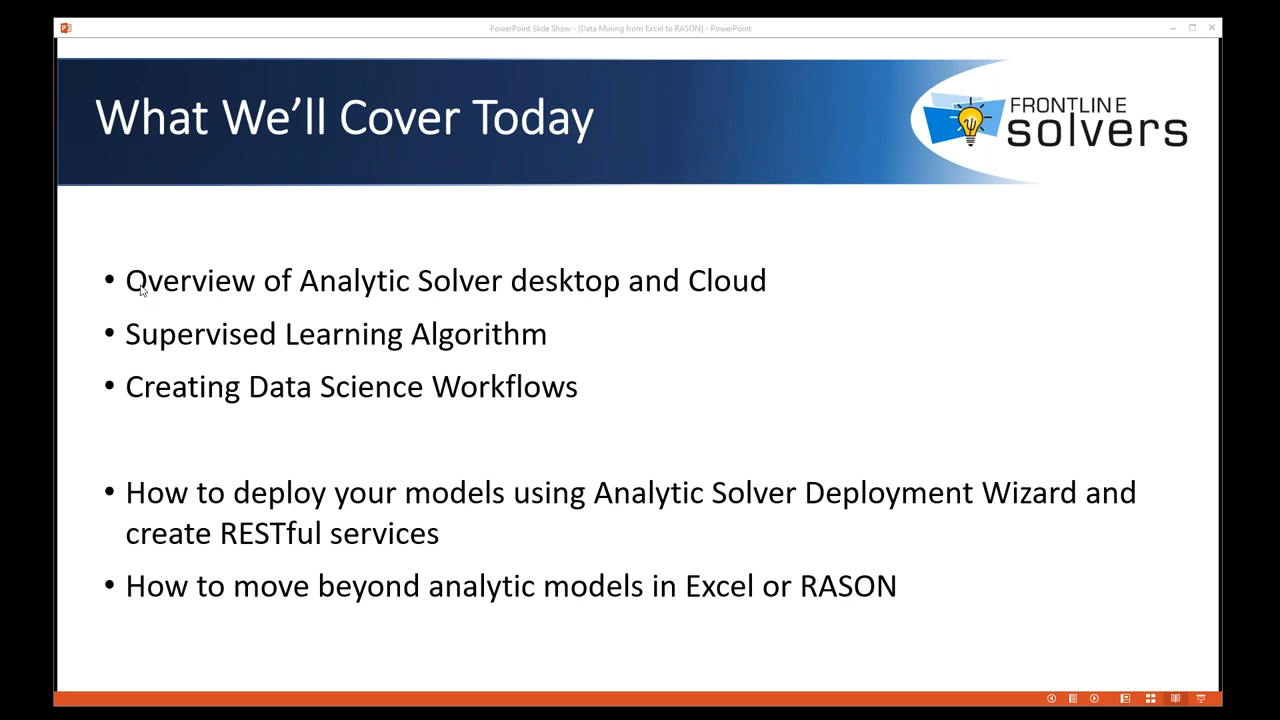 PowerPoint Slide Show - [Data Mining from Excel to RASON] - PowerPoint
What We'll Cover Today
FRONTLINE
solvers
• Overview of Analytic Solver desktop and Cloud
• Supervised Learning Algorithm
• Creating Data Science Workflows
• How to deploy your models using Analytic Solver Deployment Wizard and
create RESTful services
• How to move beyond analytic models in Excel or RASON